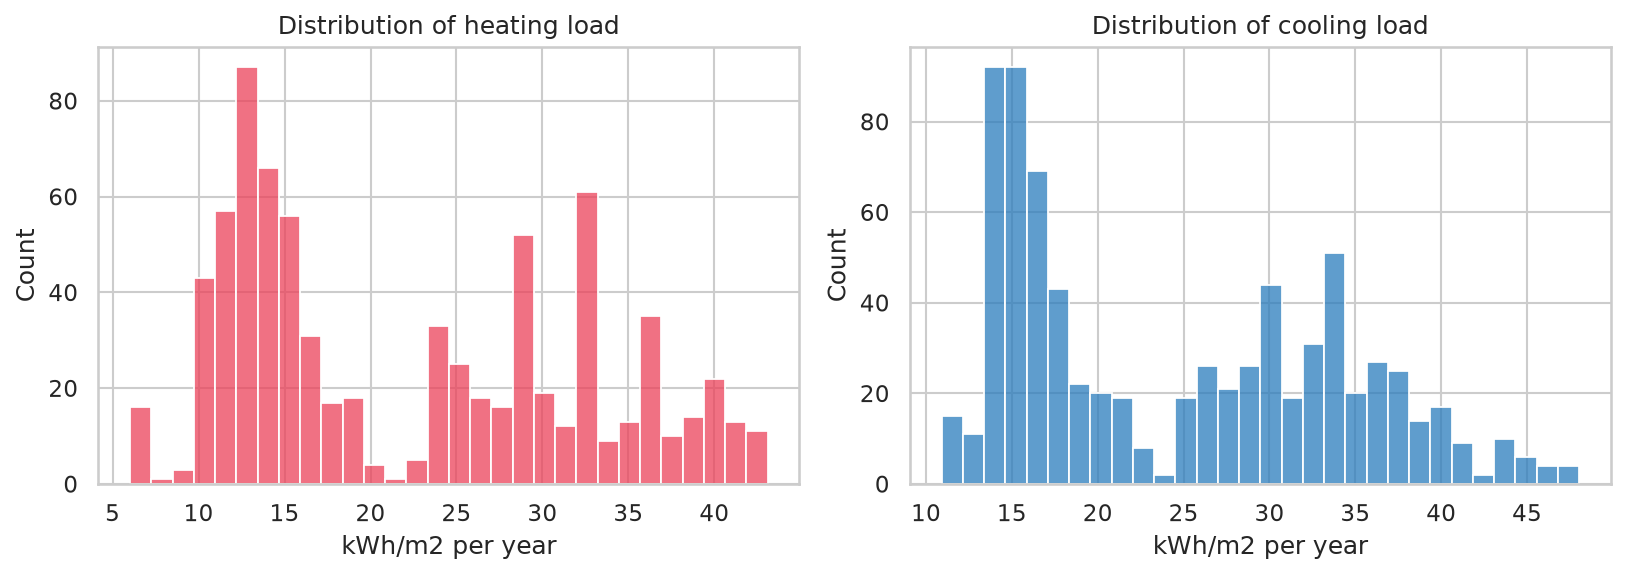 Distribution of heating load
Count
0
20
40
60
80
5 10 15 20 25 30 35 40
kWh/m2 per year
Distribution of cooling load
Count
0
20
40
60
80
10 15 20 25 30 35 40 45
kWh/m2 per year